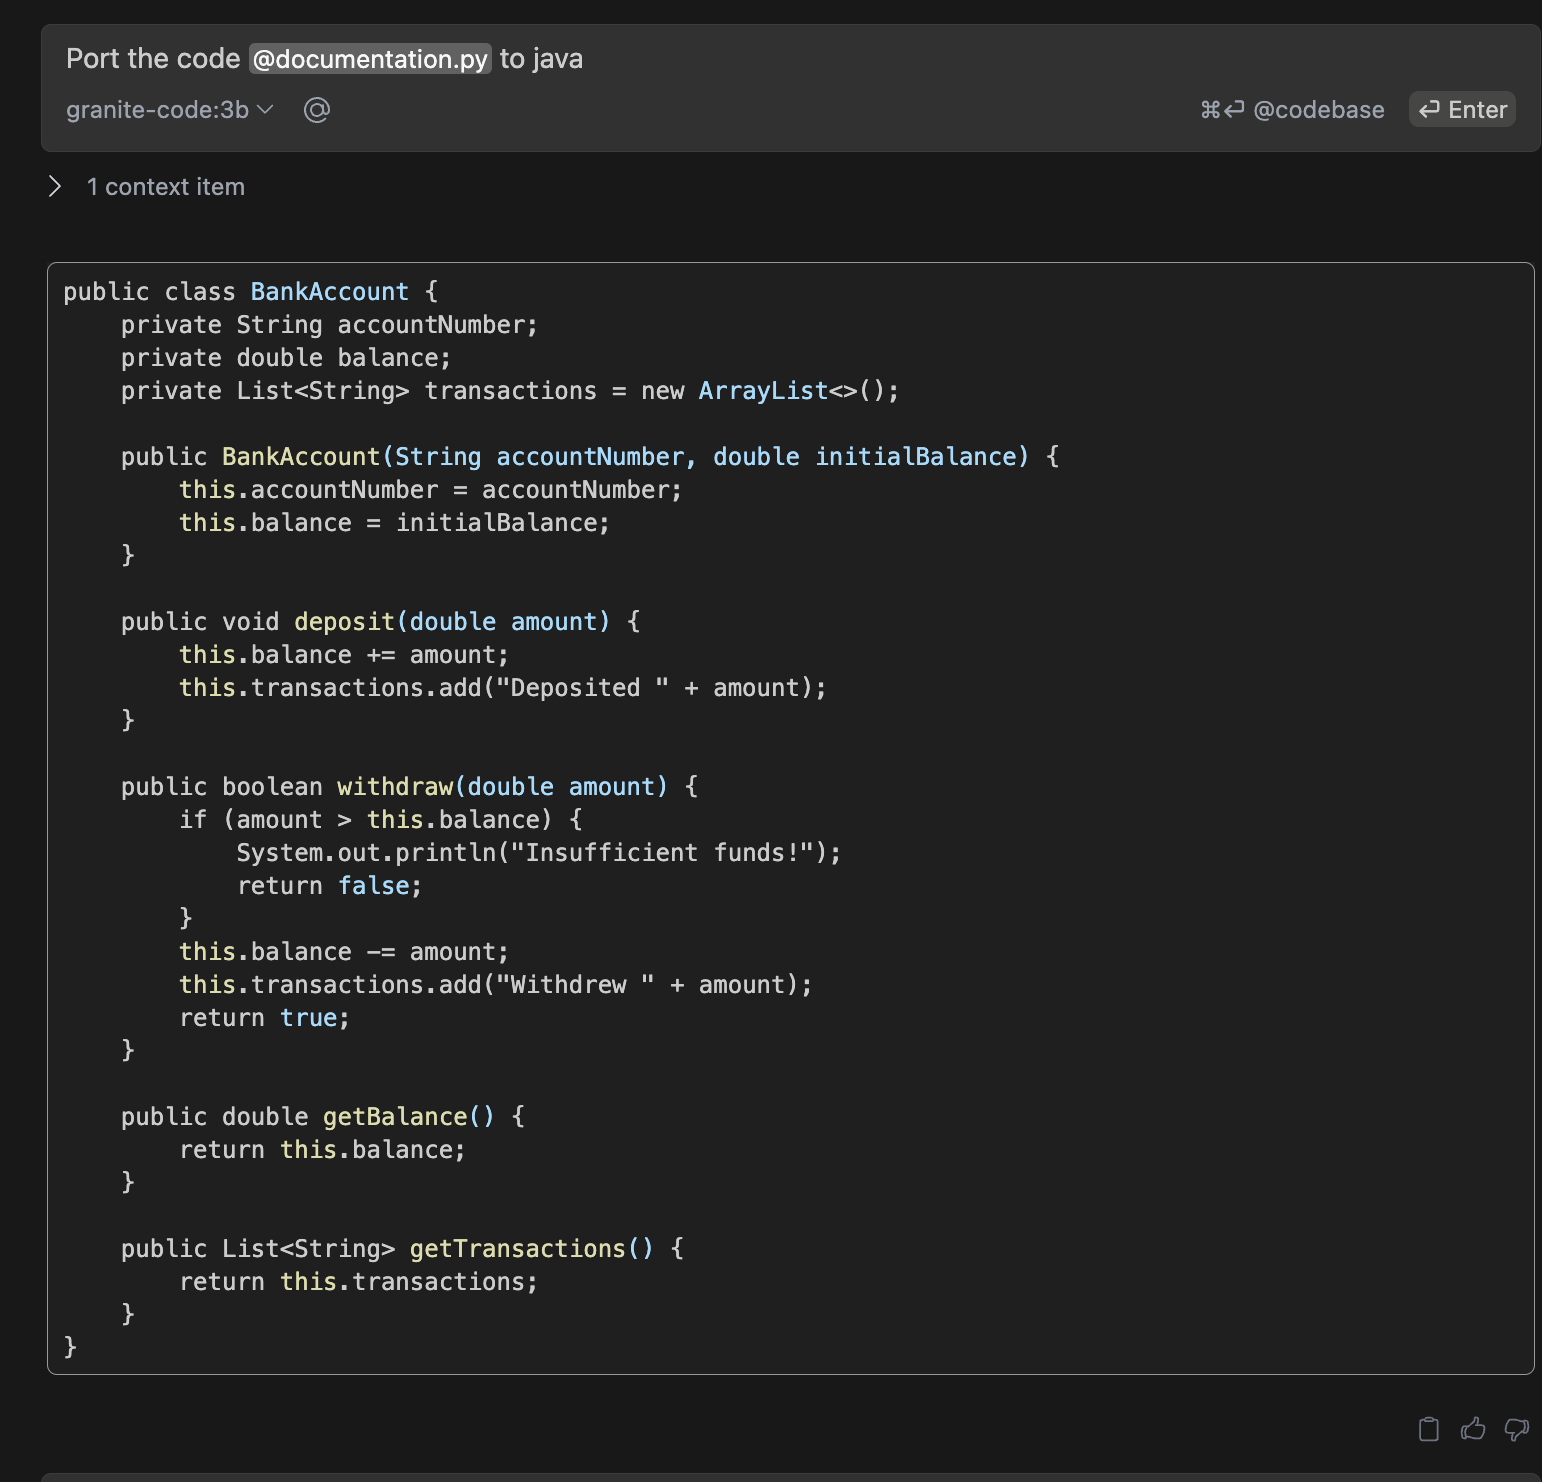 Port the code @documentation.py to java
granite-code:3b @ ⌘⏎ @codebase ⏎ Enter
1 context item
public class BankAccount {
    private String accountNumber;
    private double balance;
    private List<String> transactions = new ArrayList<>();

    public BankAccount(String accountNumber, double initialBalance) {
        this.accountNumber = accountNumber;
        this.balance = initialBalance;
    }

    public void deposit(double amount) {
        this.balance += amount;
        this.transactions.add("Deposited " + amount);
    }

    public boolean withdraw(double amount) {
        if (amount > this.balance) {
            System.out.println("Insufficient funds!");
            return false;
        }
        this.balance -= amount;
        this.transactions.add("Withdrew " + amount);
        return true;
    }

    public double getBalance() {
        return this.balance;
    }

    public List<String> getTransactions() {
        return this.transactions;
    }
}